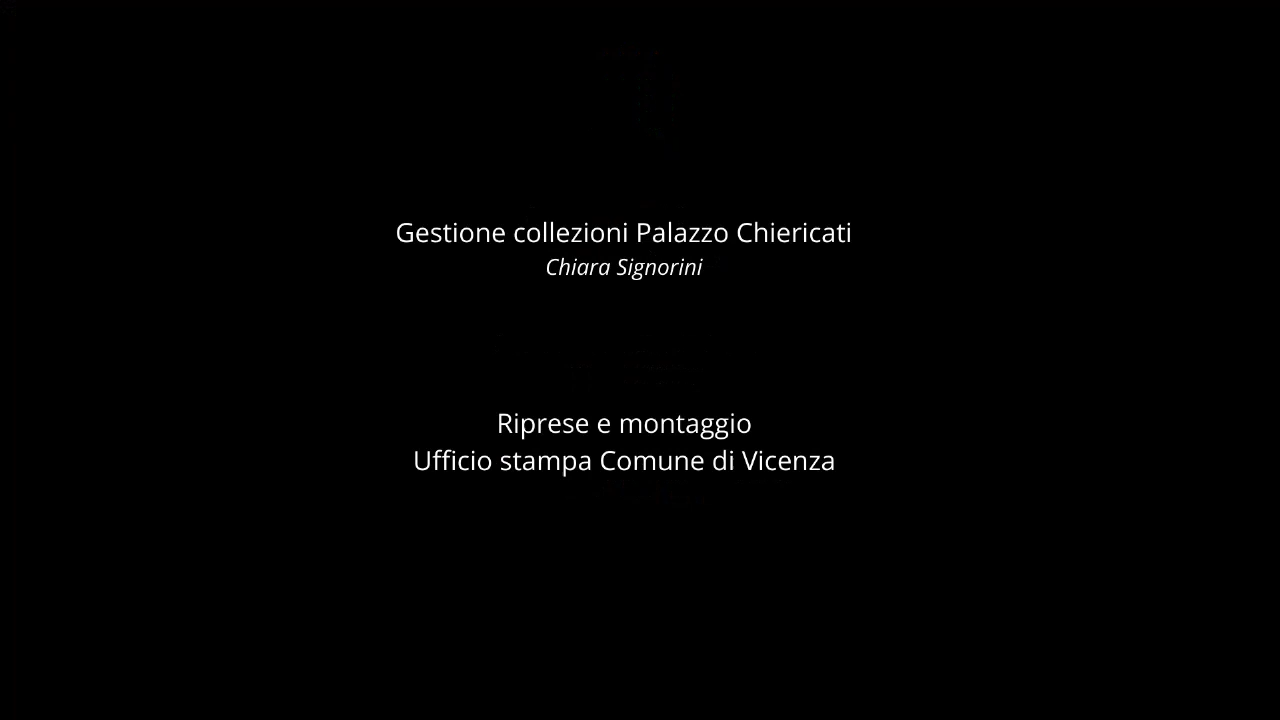 Gestione collezioni Palazzo Chiericati
Chiara Signorini
Riprese e montaggio
Ufficio stampa Comune di Vicenza